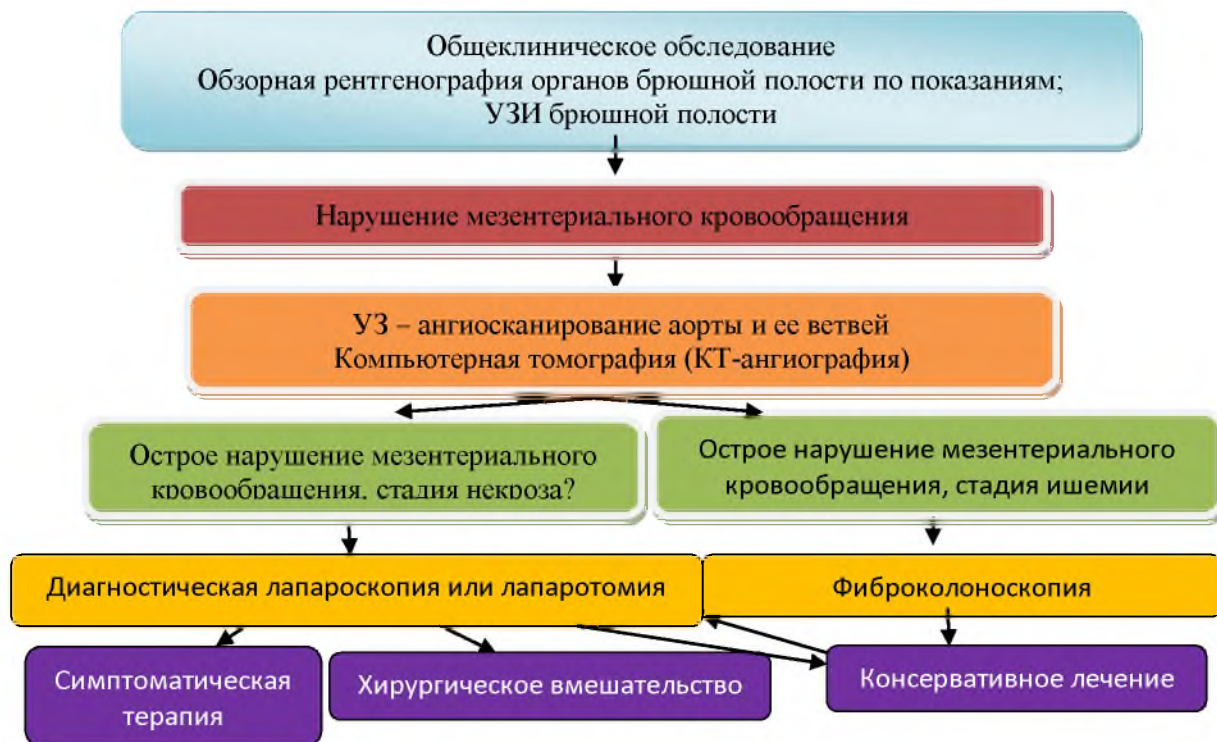 Общеклиническое обследование
Обзорная рентгенография органов брюшной полости по показаниям;
УЗИ брюшной полости
Нарушение мезентериального кровообращения
УЗ – ангиосканирование аорты и ее ветвей
Компьютерная томография (КТ-ангиография)
Острое нарушение мезентериального
кровообращения, стадия некроза?
Острое нарушение мезентериального
кровообращения, стадия ишемии
Диагностическая лапароскопия или лапаротомия
Фиброколоноскопия
Симптоматическая
терапия
Хирургическое вмешательство
Консервативное лечение